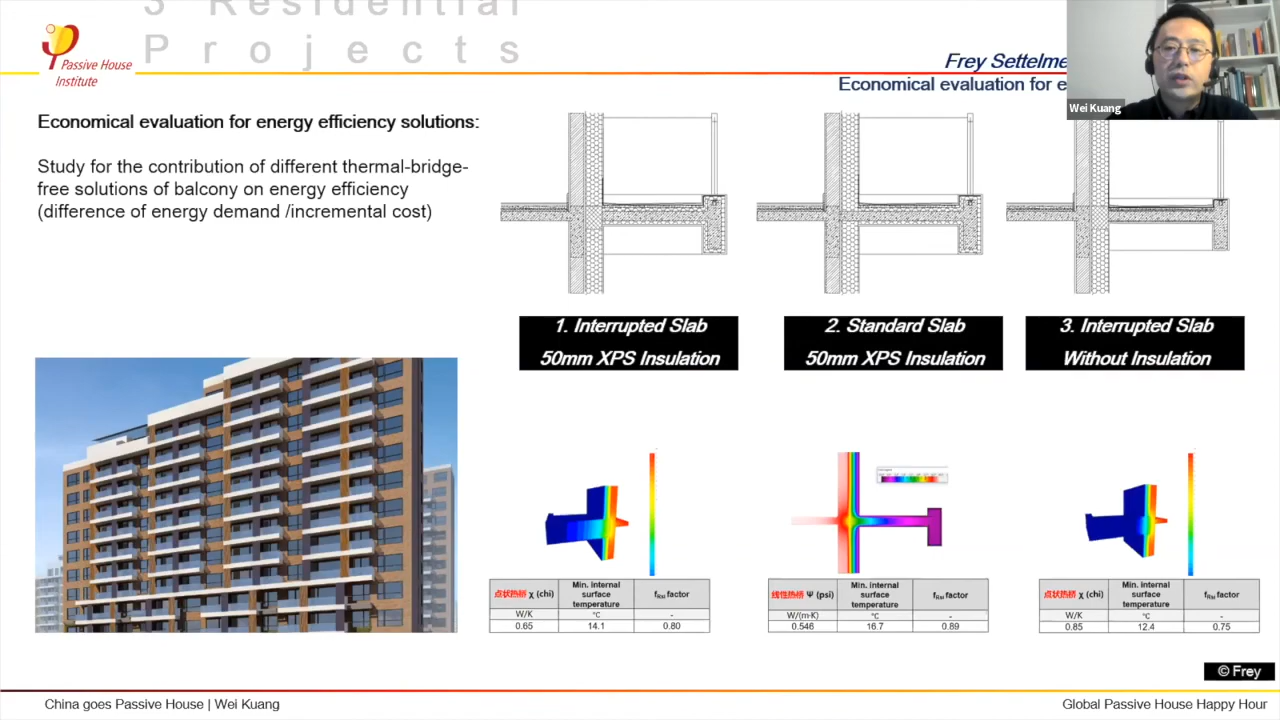 3 Residential
Projects
Passive House
Institute
Frey Settelme
Economical evaluation for e
Wei Kuang
Economical evaluation for energy efficiency solutions:
Study for the contribution of different thermal-bridge-
free solutions of balcony on energy efficiency
(difference of energy demand /incremental cost)
1. Interrupted Slab
50mm XPS Insulation
2. Standard Slab
50mm XPS Insulation
3. Interrupted Slab
Without Insulation
点状热桥 χ (chi) Min. internal surface temperature fRsi factor
W/K °C -
0.65 14.1 0.80
线性热桥 Ψ (psi) Min. internal surface temperature fRsi factor
W/(m·K) °C -
0.546 16.7 0.89
点状热桥 χ (chi) Min. internal surface temperature fRsi factor
W/K °C -
0.85 12.4 0.75
© Frey
China goes Passive House | Wei Kuang
Global Passive House Happy Hour